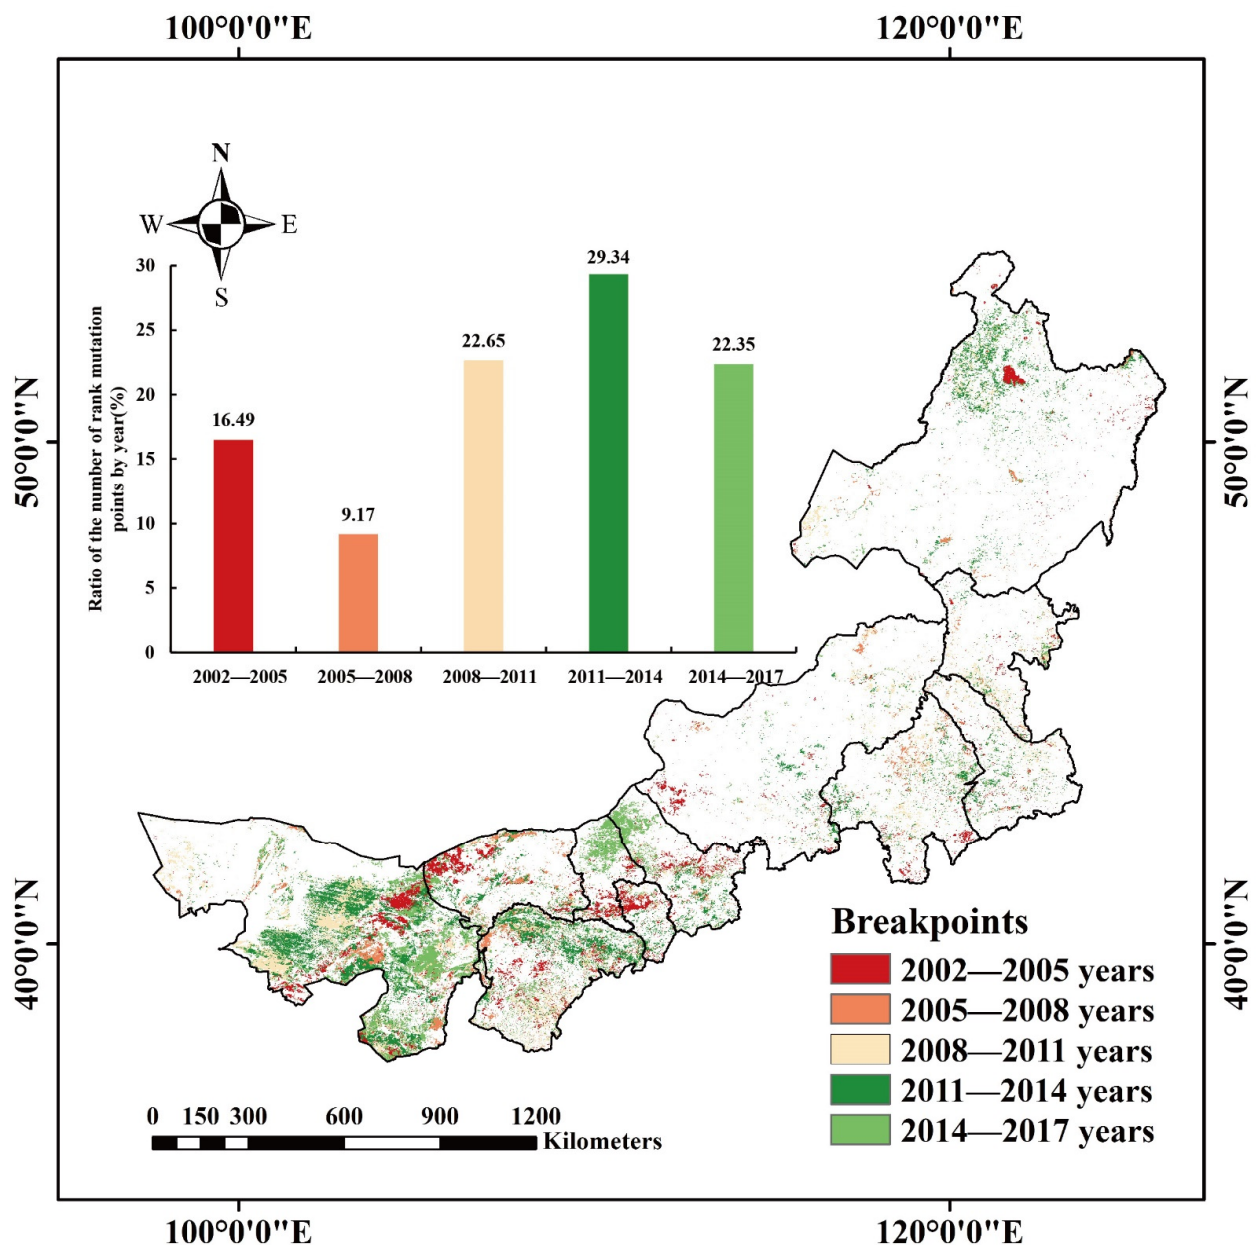 100°0'0"E
120°0'0"E
N
W
E
S
30
25
20
15
10
5
0
Ratio of the number of rank mutation
points by year(%)
16.49
9.17
22.65
29.34
22.35
2002—2005
2005—2008
2008—2011
2011—2014
2014—2017
50°0'0"N
50°0'0"N
40°0'0"N
40°0'0"N
Breakpoints
2002—2005 years
2005—2008 years
2008—2011 years
2011—2014 years
2014—2017 years
0 150 300 600 900 1200
Kilometers
100°0'0"E
120°0'0"E